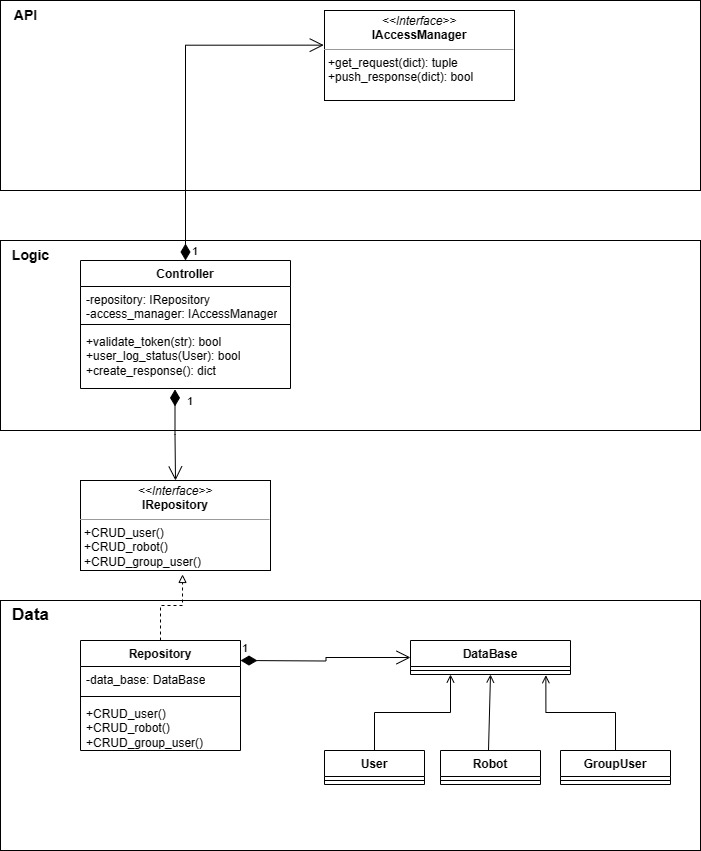 API
<<Interface>>
IAccessManager
+get_request(dict): tuple
+push_response(dict): bool
1
Logic
Controller
-repository: IRepository
-access_manager: IAccessManager
+validate_token(str): bool
+user_log_status(User): bool
+create_response(): dict
1
<<Interface>>
IRepository
+CRUD_user()
+CRUD_robot()
+CRUD_group_user()
Data
Repository
-data_base: DataBase
+CRUD_user()
+CRUD_robot()
+CRUD_group_user()
1
DataBase
User
Robot
GroupUser